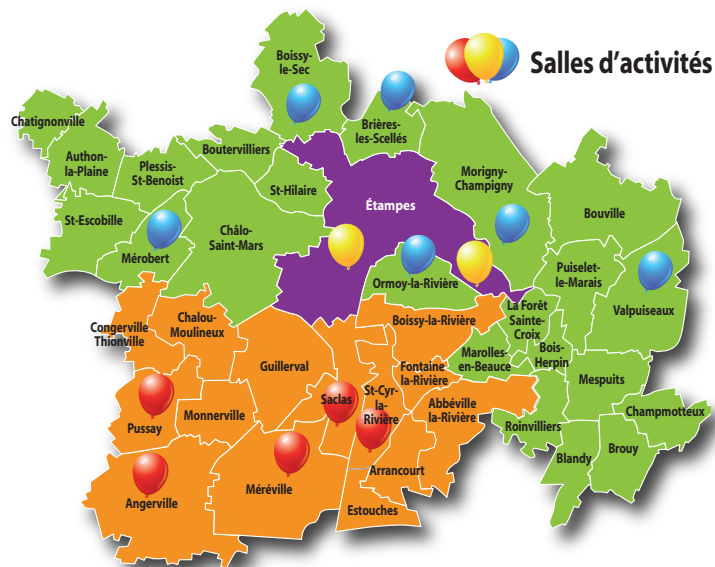 Salles d'activités
Boissy-
le-Sec
Chatignonville
Brières-
les-Scellés
Authon-
la-Plaine
Plessis-
St-Benoist
Boutervilliers
St-Hilaire
Morigny-
Champigny
Étampes
St-Escobille
Mérobert
Châlo-
Saint-Mars
Bouville
Ormoy-la-Rivière
Puiselet-
le-Marais
Valpuiseaux
La Forêt
Sainte-
Croix
Congerville
Thionville
Chalou-
Moulineux
Boissy-la-Rivière
Guillerval
Marolles-
en-Beauce
Bois-
Herpin
Fontaine
la-Rivière
Mespuits
Saclas
St-Cyr-
la-
Rivière
Abbéville
la-Rivière
Champmotteux
Pussay
Monnerville
Roinvilliers
Brouy
Blandy
Arrancourt
Méréville
Angerville
Estouches